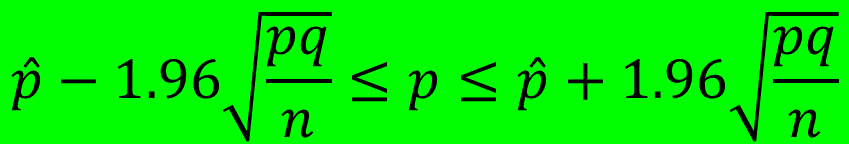 p̂ − 1.96√(pq/n) ≤ p ≤ p̂ + 1.96√(pq/n)